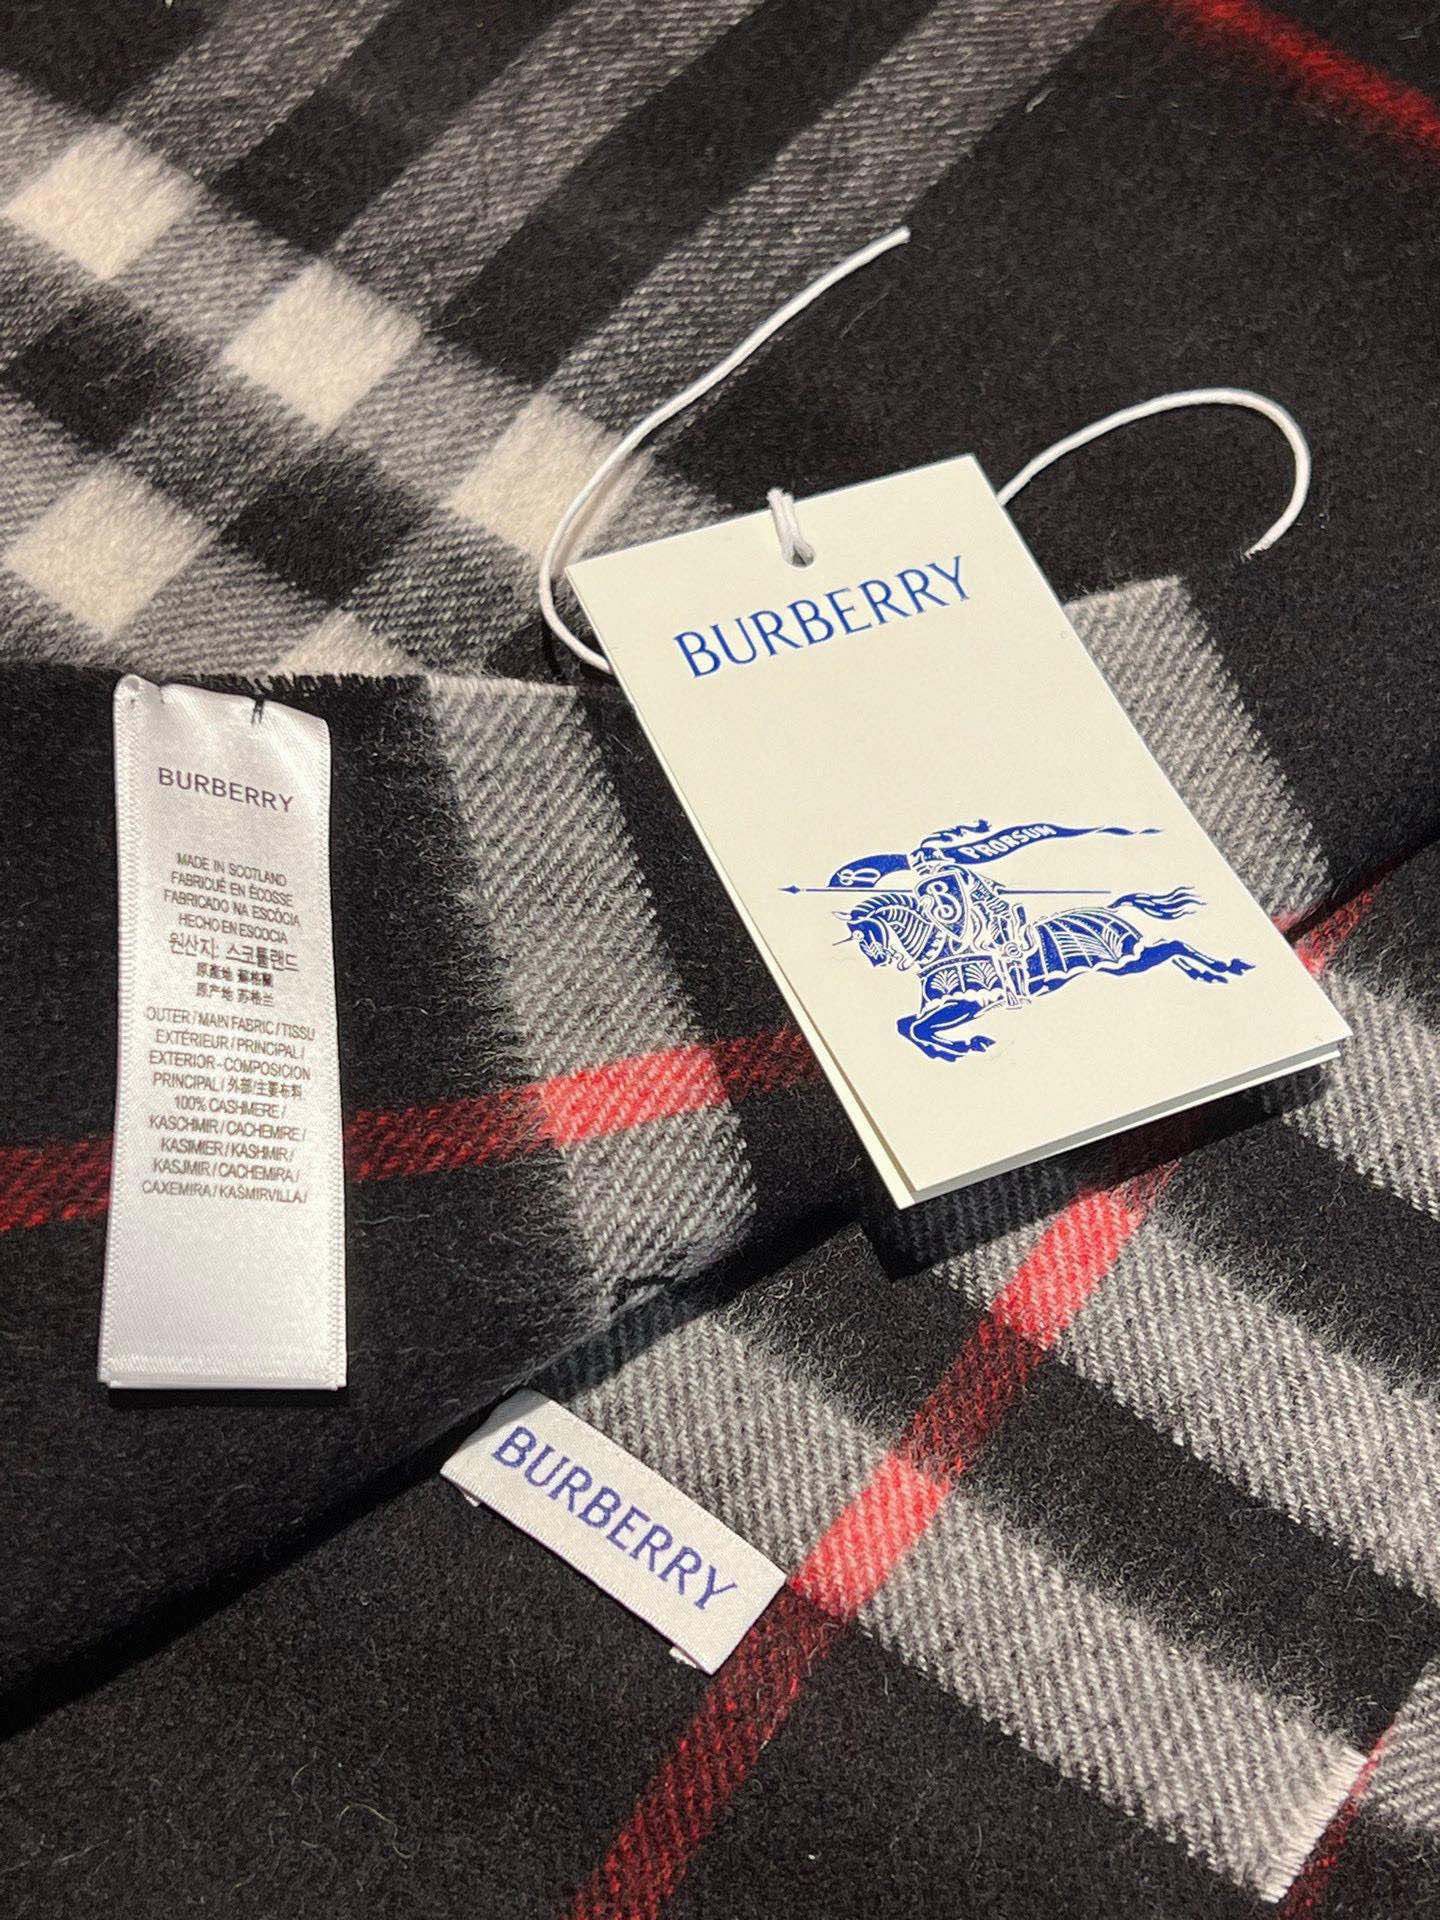 BURBERRY
PRORSUM
B
BURBERRY
MADE IN SCOTLAND
FABRIQUÉ EN ÉCOSSE
FABRICADO NA ESCÓCIA
HECHO EN ESCOCIA
원산지: 스코틀랜드
原產地 蘇格蘭
原产地 苏格兰
OUTER / MAIN FABRIC / TISSU
EXTÉRIEUR / PRINCIPAL /
EXTERIOR - COMPOSICION
PRINCIPAL / 外部/主要布料
100% CASHMERE /
KASCHMIR / CACHEMIRE /
KASIMIER / KASHMIR /
KASJMIR / CACHEMIRA /
CAXEMIRA / KAŠMIRVILLA /
BURBERRY